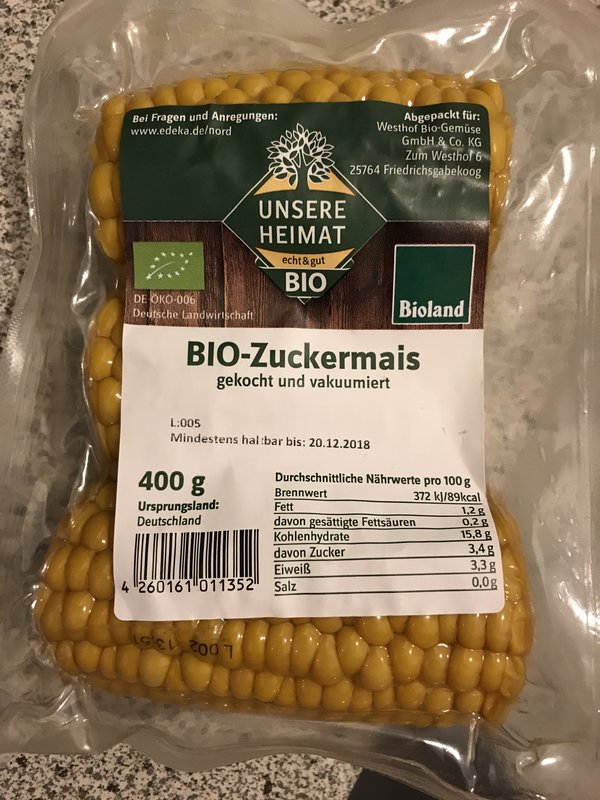 Bei Fragen und Anregungen:
www.edeka.de/nord
Abgepackt für:
Westhof Bio-Gemüse
GmbH & Co. KG
Zum Westhof 6
25764 Friedrichsgabekoog
UNSERE
HEIMAT
echt & gut
BIO
DE-ÖKO-006
Deutsche Landwirtschaft
Bioland
BIO-Zuckermais
gekocht und vakuumiert
L:005
Mindestens haltbar bis: 20.12.2018
400 g
Ursprungsland:
Deutschland
4 260161 011352
Durchschnittliche Nährwerte pro 100 g
Brennwert 372 kJ/89kcal
Fett 1,2 g
davon gesättigte Fettsäuren 0,2 g
Kohlenhydrate 15,8 g
davon Zucker 3,4 g
Eiweiß 3,3 g
Salz 0,0 g
L 002 13:51